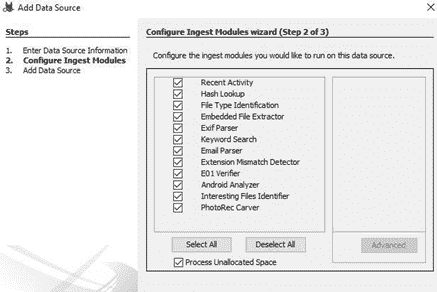 Add Data Source
Steps
1. Enter Data Source Information
2. Configure Ingest Modules
3. Add Data Source
Configure Ingest Modules wizard (Step 2 of 3)
Configure the ingest modules you would like to run on this data source.
Recent Activity
Hash Lookup
File Type Identification
Embedded File Extractor
Exif Parser
Keyword Search
Email Parser
Extension Mismatch Detector
E01 Verifier
Android Analyzer
Interesting Files Identifier
PhotoRec Carver
Select All
Deselect All
Advanced
Process Unallocated Space